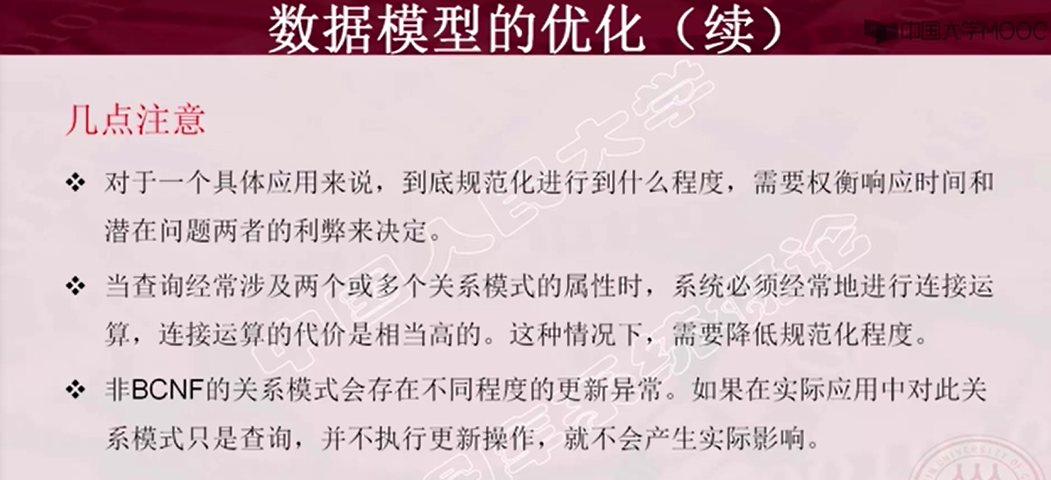 数据模型的优化（续）
中国大学MOOC
几点注意
❖ 对于一个具体应用来说，到底规范化进行到什么程度，需要权衡响应时间和
潜在问题两者的利弊来决定。
❖ 当查询经常涉及两个或多个关系模式的属性时，系统必须经常地进行连接运
算，连接运算的代价是相当高的。这种情况下，需要降低规范化程度。
❖ 非BCNF的关系模式会存在不同程度的更新异常。如果在实际应用中对此关
系模式只是查询，并不执行更新操作，就不会产生实际影响。
中国人民大学